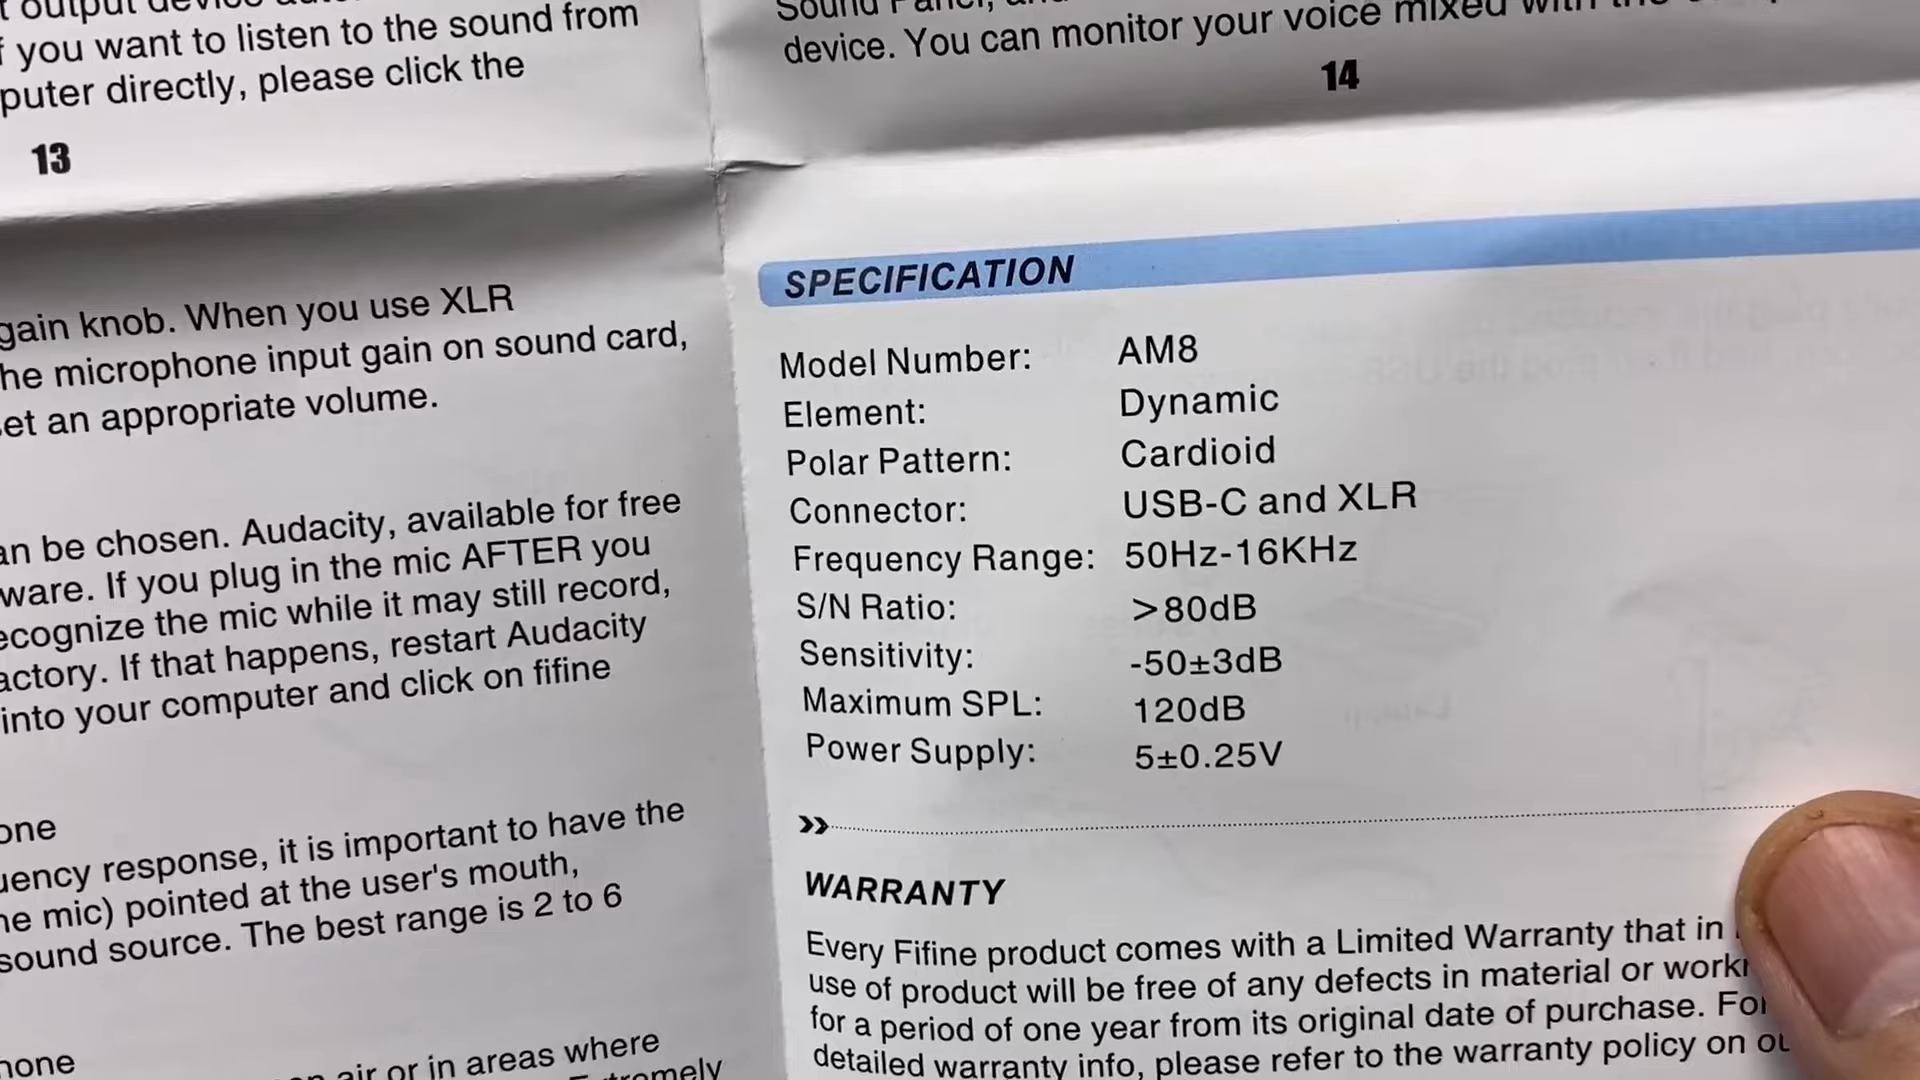 output
f you want to listen to the sound from
puter directly, please click the
13
Sound Panel,
device. You can monitor your voice mixed with the
14
gain knob. When you use XLR
he microphone input gain on sound card,
et an appropriate volume.
an be chosen. Audacity, available for free
ware. If you plug in the mic AFTER you
ecognize the mic while it may still record,
actory. If that happens, restart Audacity
into your computer and click on fifine
one
uency response, it is important to have the
he mic) pointed at the user's mouth,
sound source. The best range is 2 to 6
hone
air or in areas where
SPECIFICATION
Model Number: AM8
Element: Dynamic
Polar Pattern: Cardioid
Connector: USB-C and XLR
Frequency Range: 50Hz-16KHz
S/N Ratio: >80dB
Sensitivity: -50±3dB
Maximum SPL: 120dB
Power Supply: 5±0.25V
WARRANTY
Every Fifine product comes with a Limited Warranty that in
use of product will be free of any defects in material or work
for a period of one year from its original date of purchase. For
detailed warranty info, please refer to the warranty policy on ou